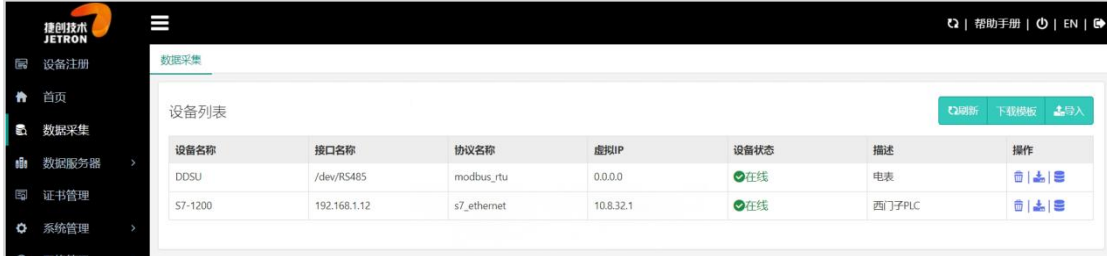 捷创技术
JETRON
帮助手册 | EN |
设备注册
首页
数据采集
数据服务器
证书管理
系统管理
数据采集
设备列表
刷新 下载模板 导入
设备名称 接口名称 协议名称 虚拟IP 设备状态 描述 操作
DDSU /dev/RS485 modbus_rtu 0.0.0.0 在线 电表
S7-1200 192.168.1.12 s7_ethernet 10.8.32.1 在线 西门子PLC